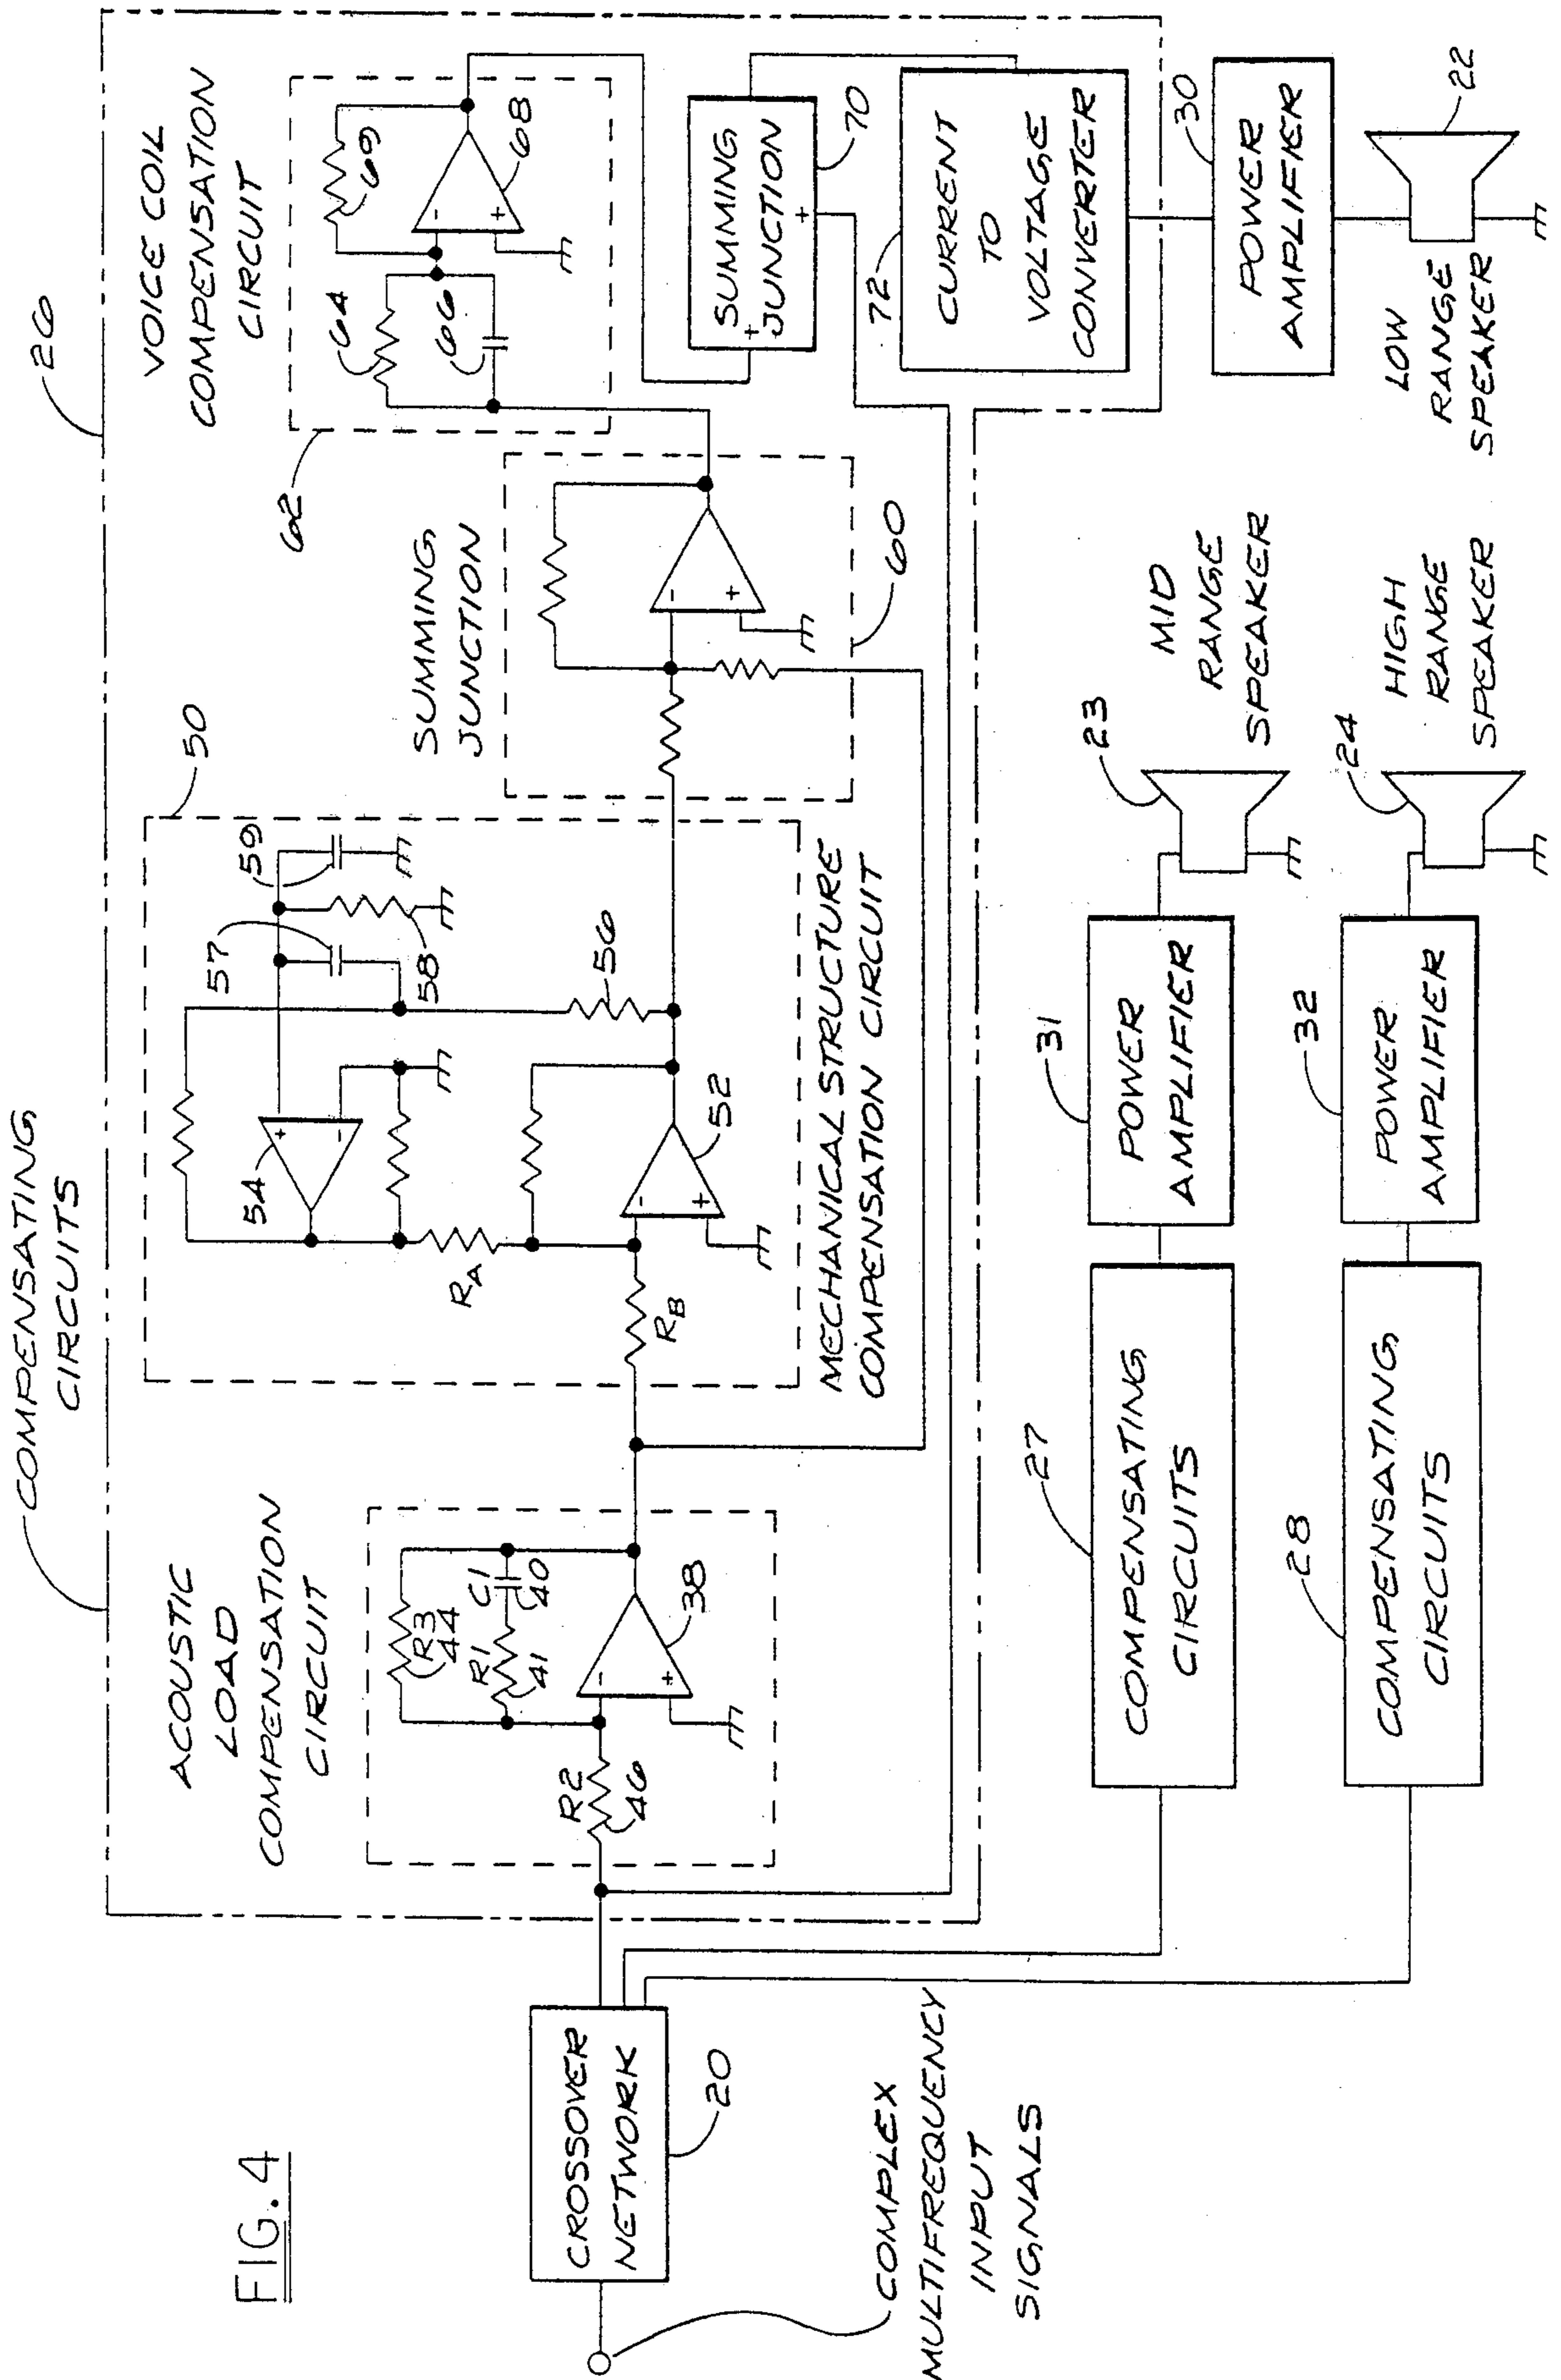 FIG. 4
COMPENSATING
CIRCUITS
26
ACOUSTIC
LOAD
COMPENSATION
CIRCUIT
R3
44
R1
41
C1
40
R2
46
-
+
38
50
57
59
54
+
-
58
56
RA
RB
-
+
52
MECHANICAL STRUCTURE
COMPENSATION CIRCUIT
SUMMING
JUNCTION
-
+
60
VOICE COIL
COMPENSATION
CIRCUIT
62
64
66
69
-
+
68
SUMMING
JUNCTION
+
+
70
72
CURRENT
TO
VOLTAGE
CONVERTER
30
POWER
AMPLIFIER
22
LOW
RANGE
SPEAKER
CROSSOVER
NETWORK
20
COMPLEX
MULTIFREQUENCY
INPUT
SIGNALS
27
COMPENSATING
CIRCUITS
31
POWER
AMPLIFIER
23
MID
RANGE
SPEAKER
28
COMPENSATING
CIRCUITS
32
POWER
AMPLIFIER
24
HIGH
RANGE
SPEAKER